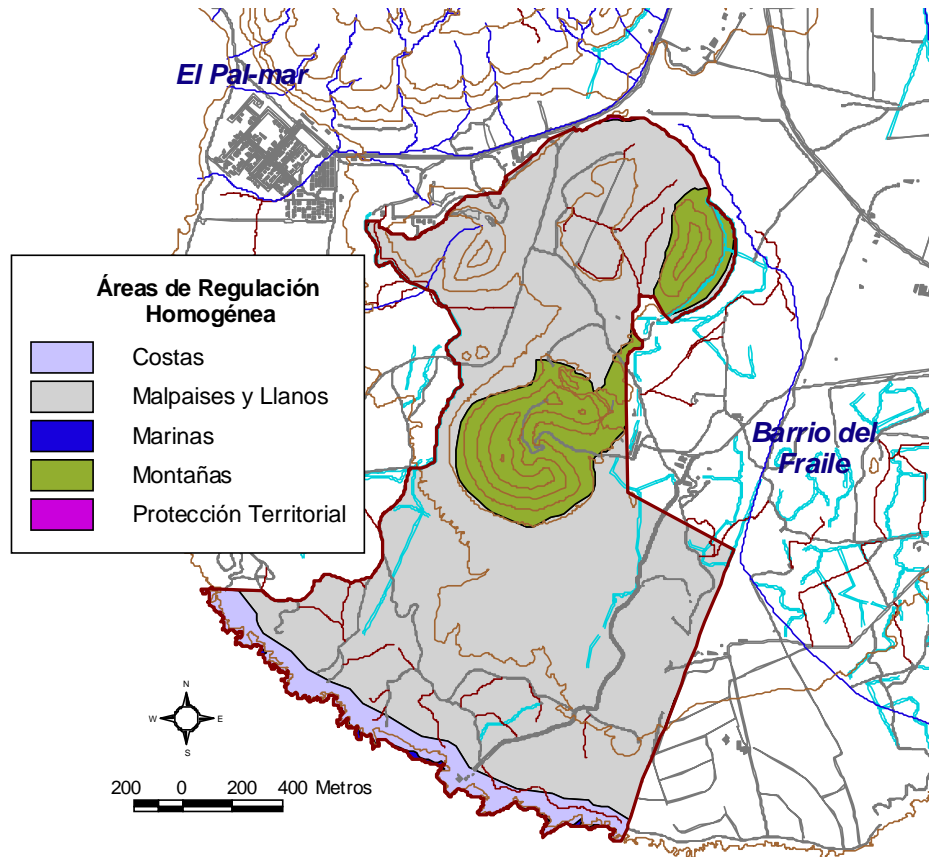 El Pal-mar
Áreas de Regulación
Homogénea
Costas
Malpaises y Llanos
Marinas
Montañas
Protección Territorial
Barrio del
Fraile
N
W E
S
200 0 200 400 Metros